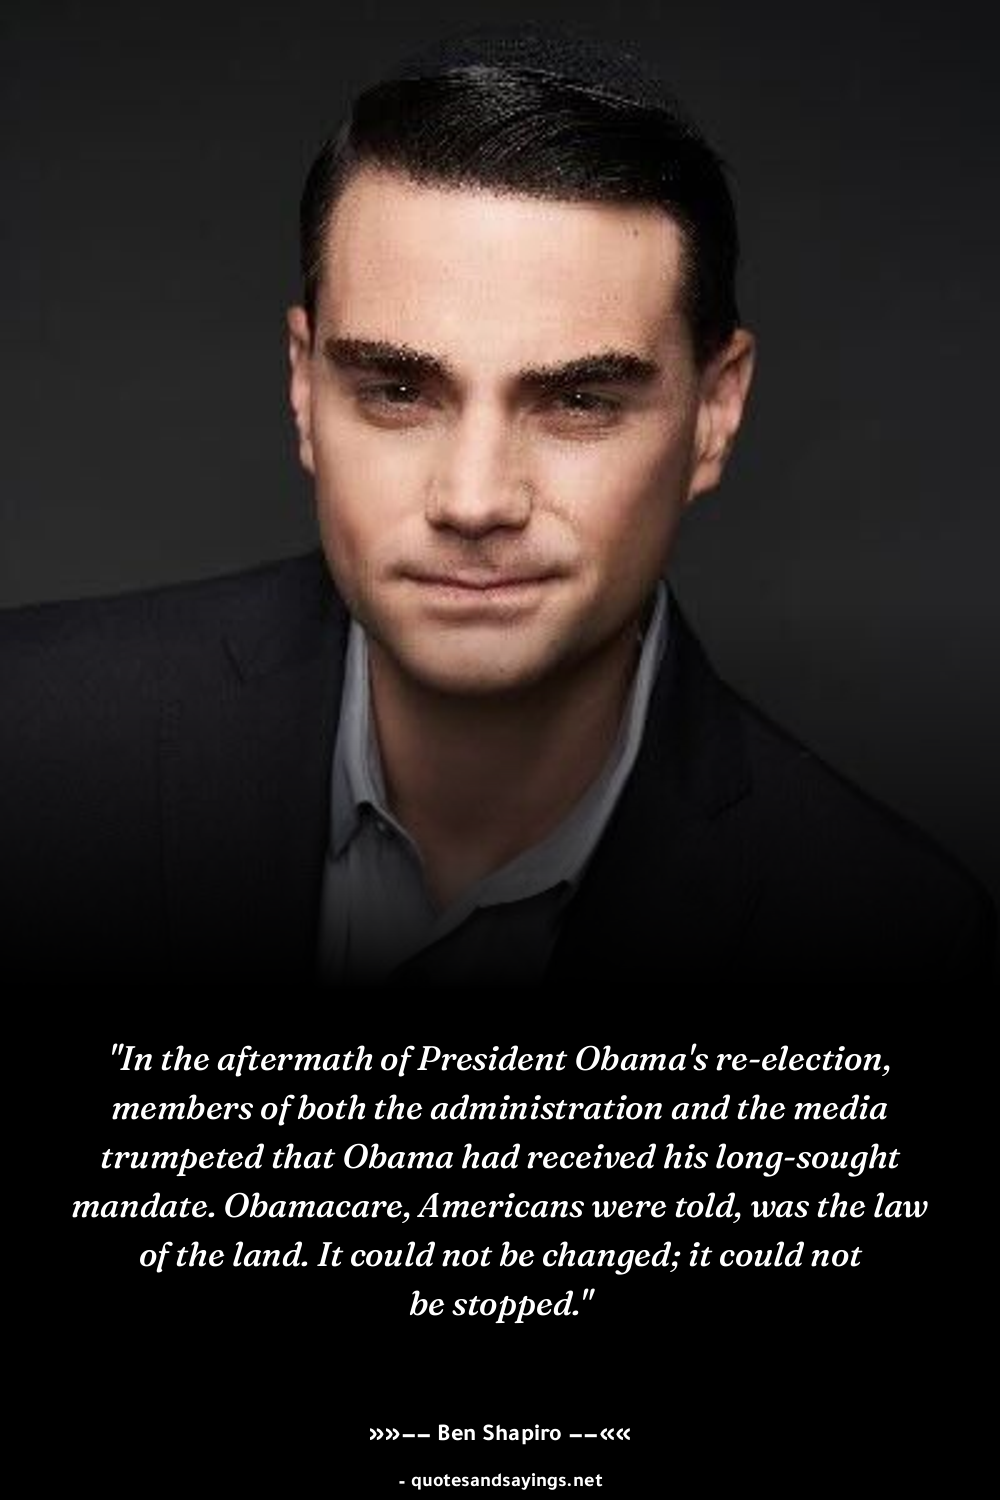 "In the aftermath of President Obama's re-election,
members of both the administration and the media
trumpeted that Obama had received his long-sought
mandate. Obamacare, Americans were told, was the law
of the land. It could not be changed; it could not
be stopped."
»»–– Ben Shapiro ––««
- quotesandsayings.net